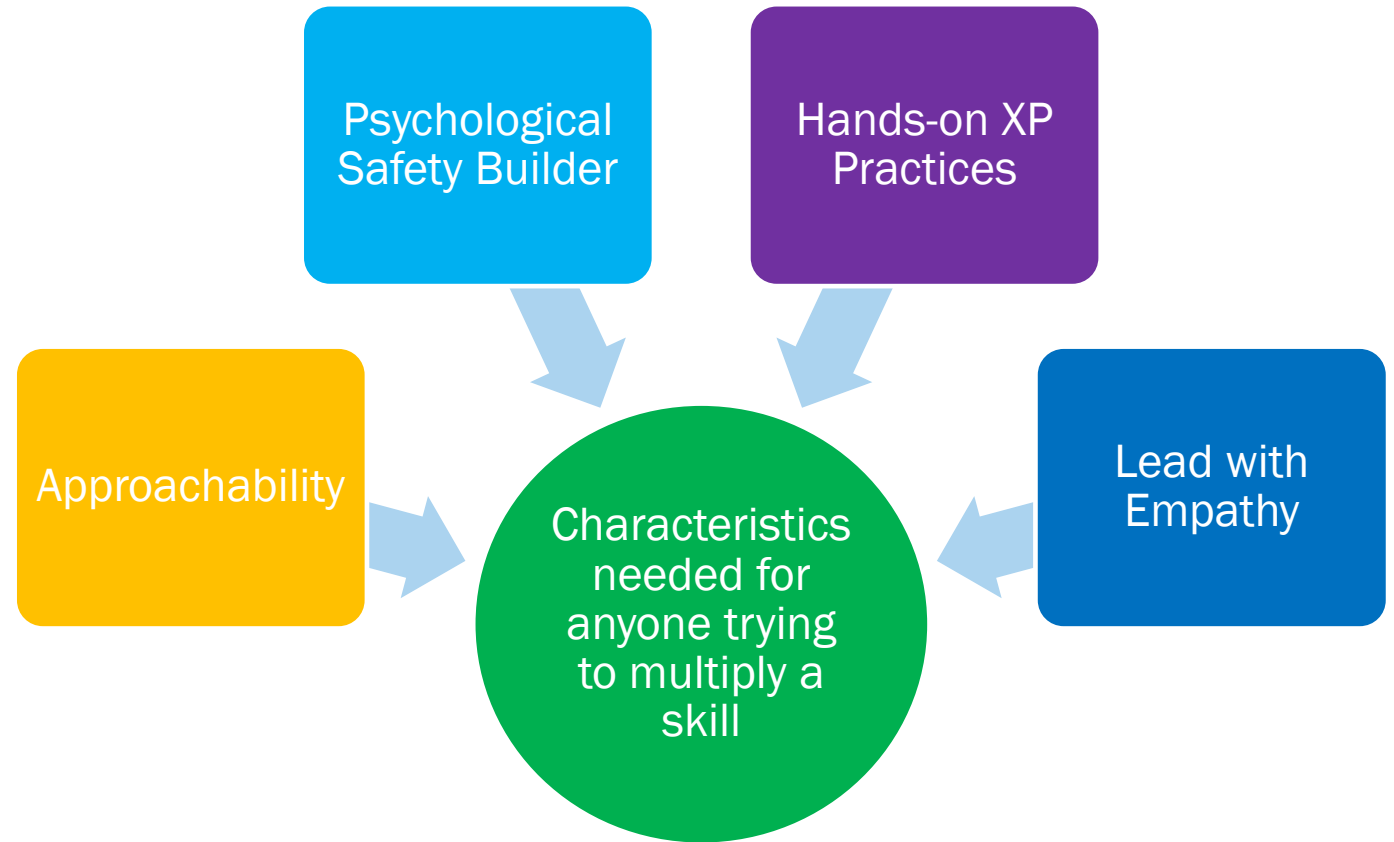 Psychological
Safety Builder
Hands-on XP
Practices
Approachability
Lead with
Empathy
Characteristics
needed for
anyone trying
to multiply a
skill